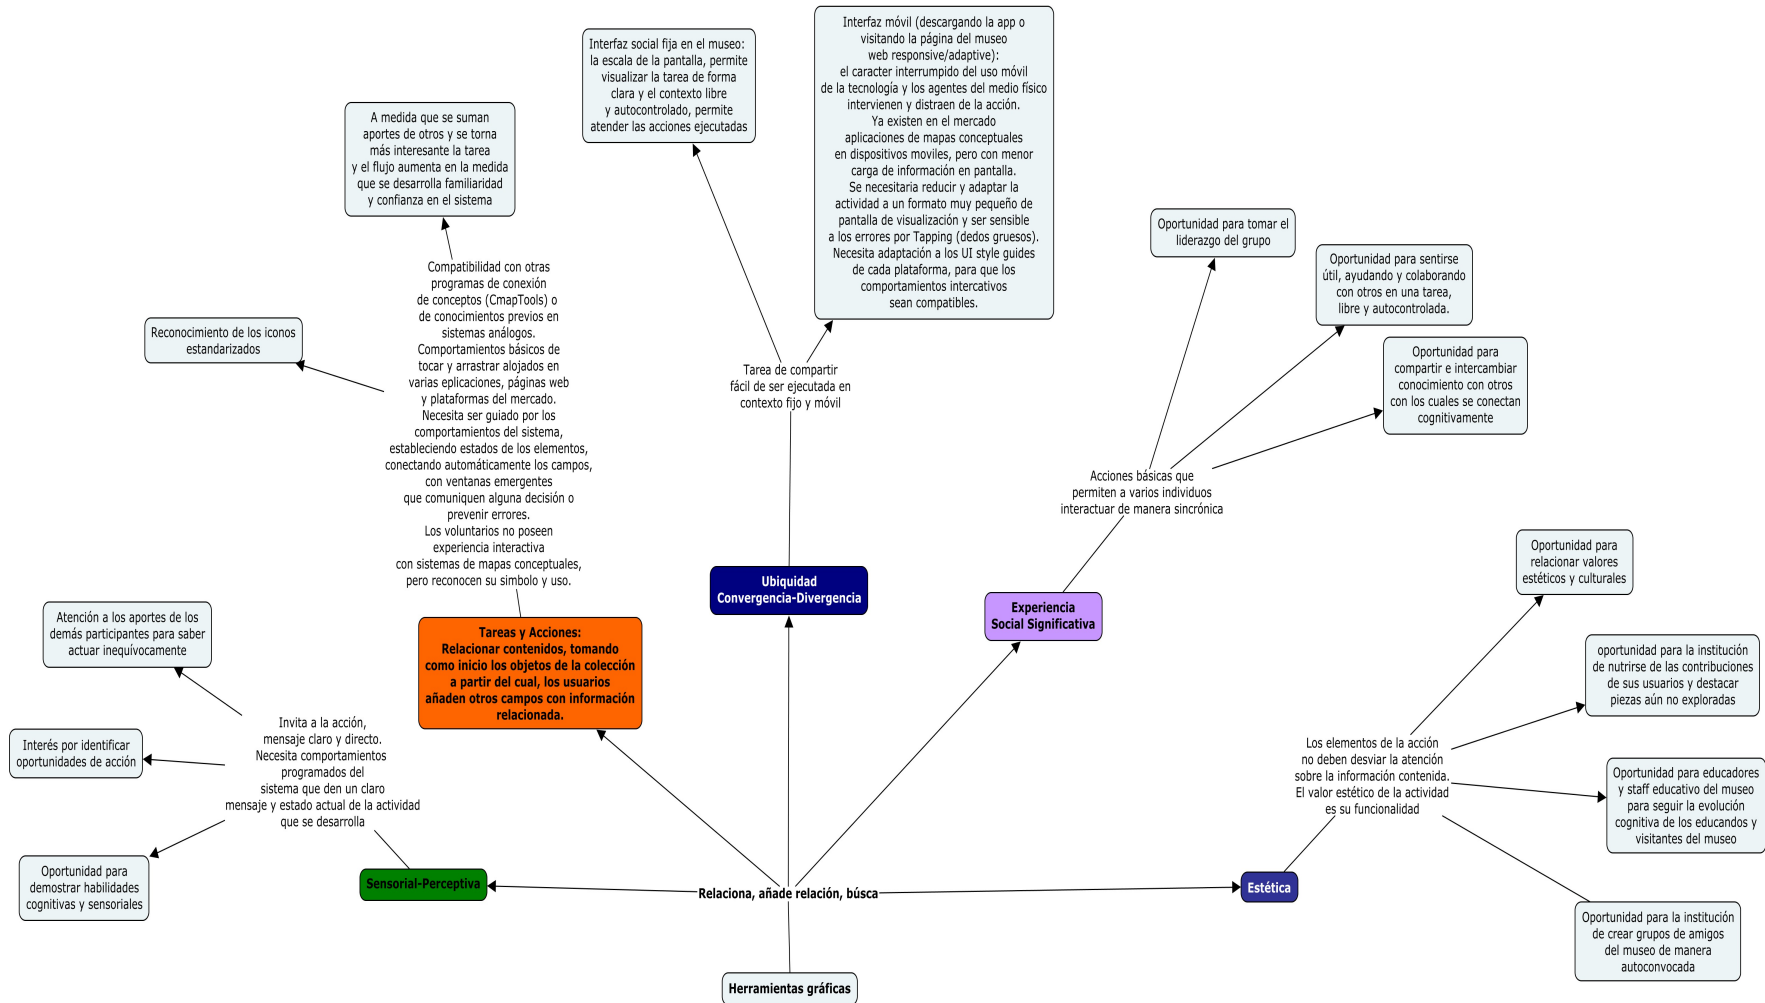 Interfaz social fija en el museo:
la escala de la pantalla, permite
visualizar la tarea de forma
clara y el contexto libre
y autocontrolado, permite
atender las acciones ejecutadas
Interfaz móvil (descargando la app o
visitando la página del museo
web responsive/adaptive):
el caracter interrumpido del uso móvil
de la tecnología y los agentes del medio físico
intervienen y distraen de la acción.
Ya existen en el mercado
aplicaciones de mapas conceptuales
en dispositivos moviles, pero con menor
carga de información en pantalla.
Se necesitaria reducir y adaptar la
actividad a un formato muy pequeño de
pantalla de visualización y ser sensible
a los errores por Tapping (dedos gruesos).
Necesita adaptación a los UI style guides
de cada plataforma, para que los
comportamientos intercativos
sean compatibles.
A medida que se suman
aportes de otros y se torna
más interesante la tarea
y el flujo aumenta en la medida
que se desarrolla familiaridad
y confianza en el sistema
Oportunidad para tomar el
liderazgo del grupo
Oportunidad para sentirse
útil, ayudando y colaborando
con otros en una tarea,
libre y autocontrolada.
Compatibilidad con otras
programas de conexión
de conceptos (CmapTools) o
de conocimientos previos en
sistemas análogos.
Comportamientos básicos de
tocar y arrastrar alojados en
varias eplicaciones, páginas web
y plataformas del mercado.
Necesita ser guiado por los
comportamientos del sistema,
estableciendo estados de los elementos,
conectando automáticamente los campos,
con ventanas emergentes
que comuniquen alguna decisión o
prevenir errores.
Los voluntarios no poseen
experiencia interactiva
con sistemas de mapas conceptuales,
pero reconocen su simbolo y uso.
Reconocimiento de los iconos
estandarizados
Oportunidad para
compartir e intercambiar
conocimiento con otros
con los cuales se conectan
cognitivamente
Tarea de compartir
fácil de ser ejecutada en
contexto fijo y móvil
Acciones básicas que
permiten a varios individuos
interactuar de manera sincrónica
Oportunidad para
relacionar valores
estéticos y culturales
Ubiquidad
Convergencia-Divergencia
Experiencia
Social Significativa
Atención a los aportes de los
demás participantes para saber
actuar inequívocamente
Tareas y Acciones:
Relacionar contenidos, tomando
como inicio los objetos de la colección
a partir del cual, los usuarios
añaden otros campos con información
relacionada.
oportunidad para la institución
de nutrirse de las contribuciones
de sus usuarios y destacar
piezas aún no exploradas
Invita a la acción,
mensaje claro y directo.
Necesita comportamientos
programados del
sistema que den un claro
mensaje y estado actual de la actividad
que se desarrolla
Interés por identificar
oportunidades de acción
Los elementos de la acción
no deben desviar la atención
sobre la información contenida.
El valor estético de la actividad
es su funcionalidad
Oportunidad para educadores
y staff educativo del museo
para seguir la evolución
cognitiva de los educandos y
visitantes del museo
Oportunidad para
demostrar habilidades
cognitivas y sensoriales
Sensorial-Perceptiva
Relaciona, añade relación, búsca
Estética
Oportunidad para la institución
de crear grupos de amigos
del museo de manera
autoconvocada
Herramientas gráficas